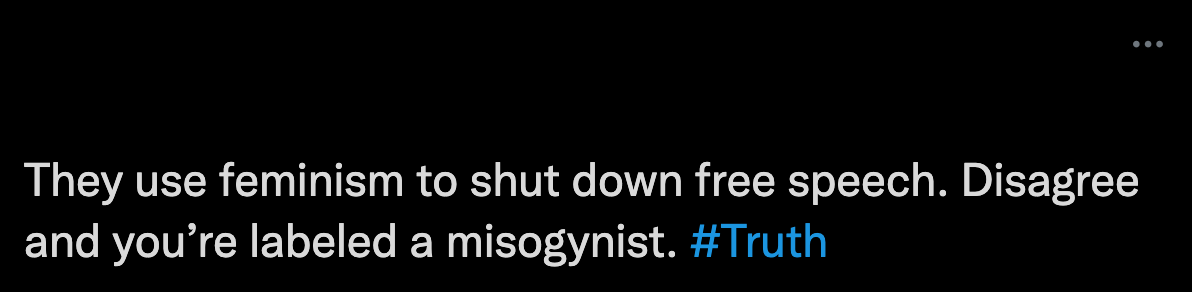 They use feminism to shut down free speech. Disagree
and you’re labeled a misogynist. #Truth